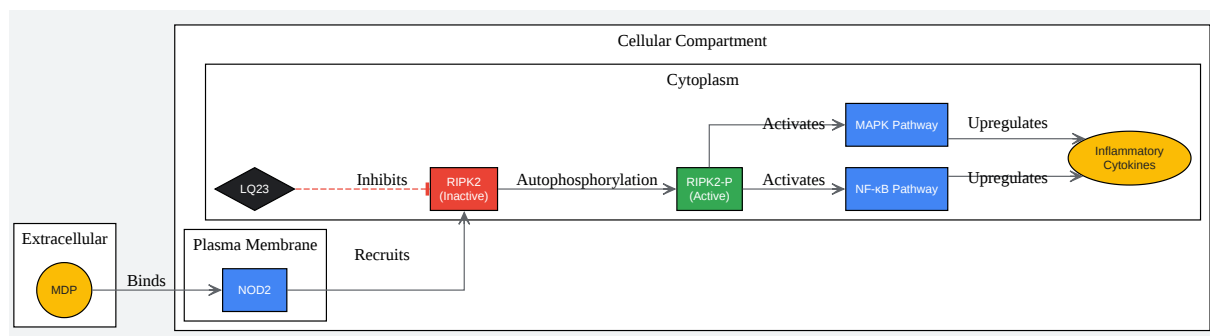 Cellular Compartment
Cytoplasm
Activates
MAPK Pathway
Upregulates
Inflammatory
Cytokines
LQ23
Inhibits
RIPK2
(Inactive)
Autophosphorylation
RIPK2-P
(Active)
Activates
NF-κB Pathway
Upregulates
Extracellular
MDP
Binds
Plasma Membrane
NOD2
Recruits